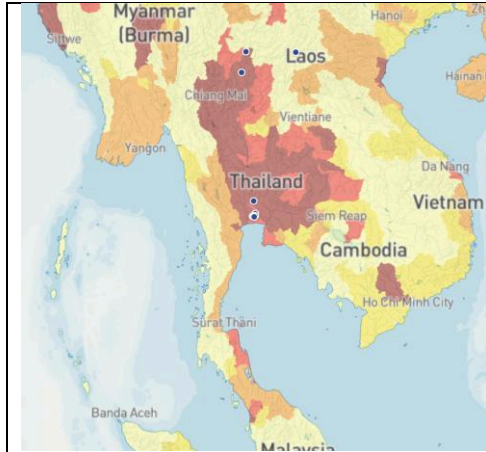 Myanmar
(Burma)
Hanoi
Sittwe
Laos
Hainan
Chiang Mai
Vientiane
Yangon
Da Nang
Thailand
Vietnam
Siem Reap
Cambodia
Ho Chi Minh City
Surat Thani
Banda Aceh
Malaysia